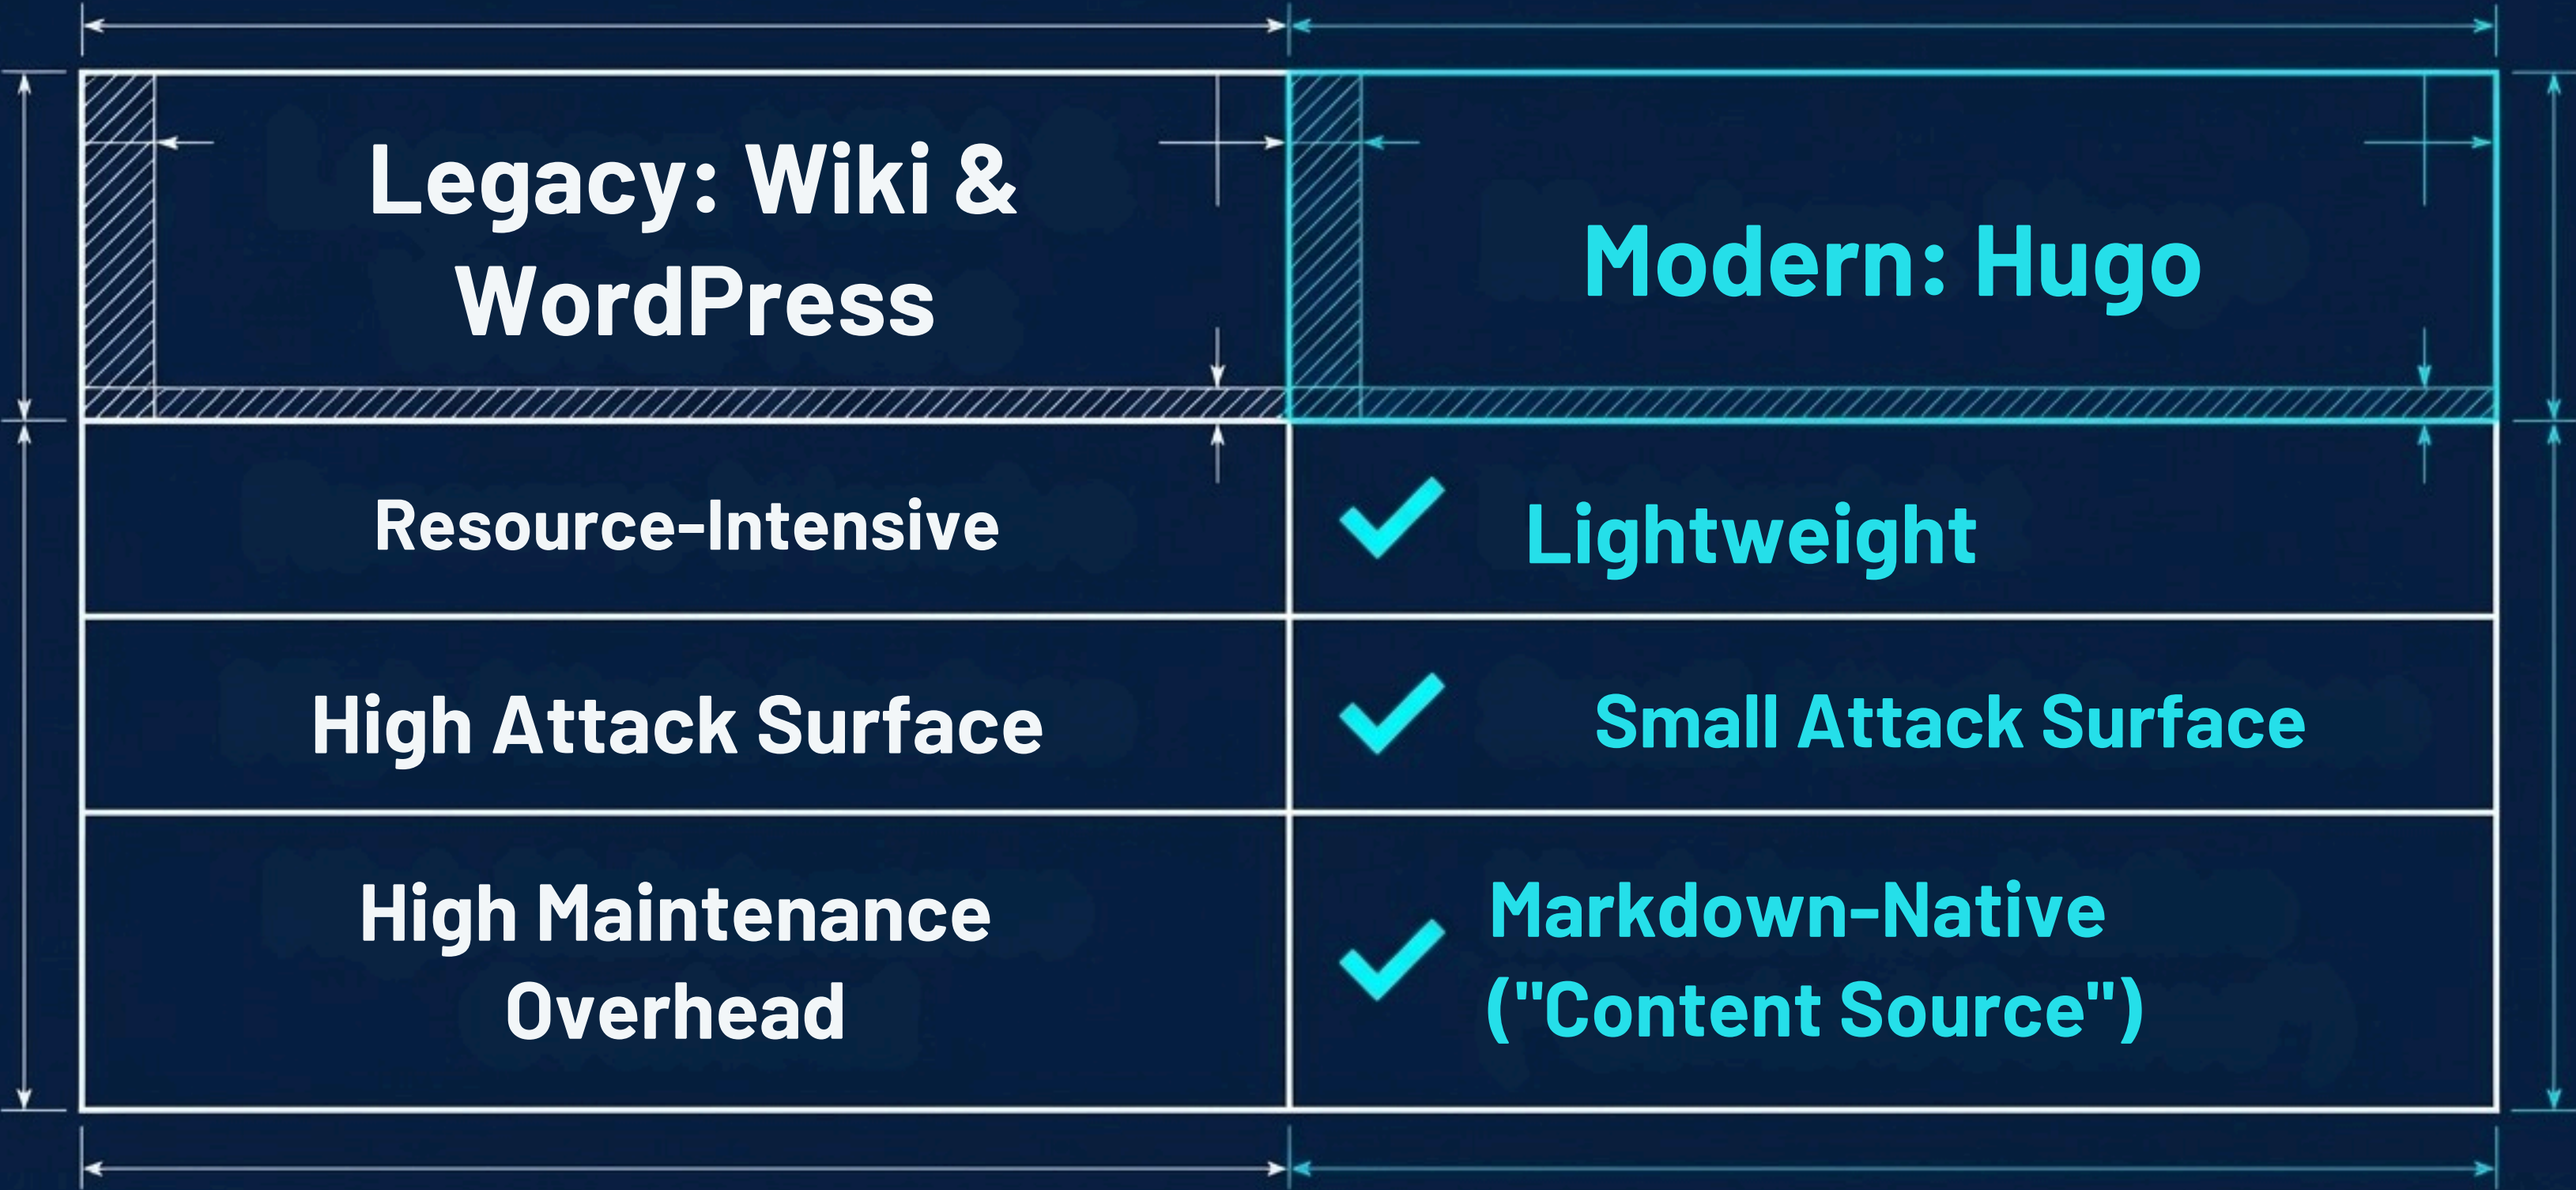 Legacy: Wiki &
WordPress
Modern: Hugo
Resource-Intensive
Lightweight
High Attack Surface
Small Attack Surface
High Maintenance
Overhead
Markdown-Native
("Content Source")